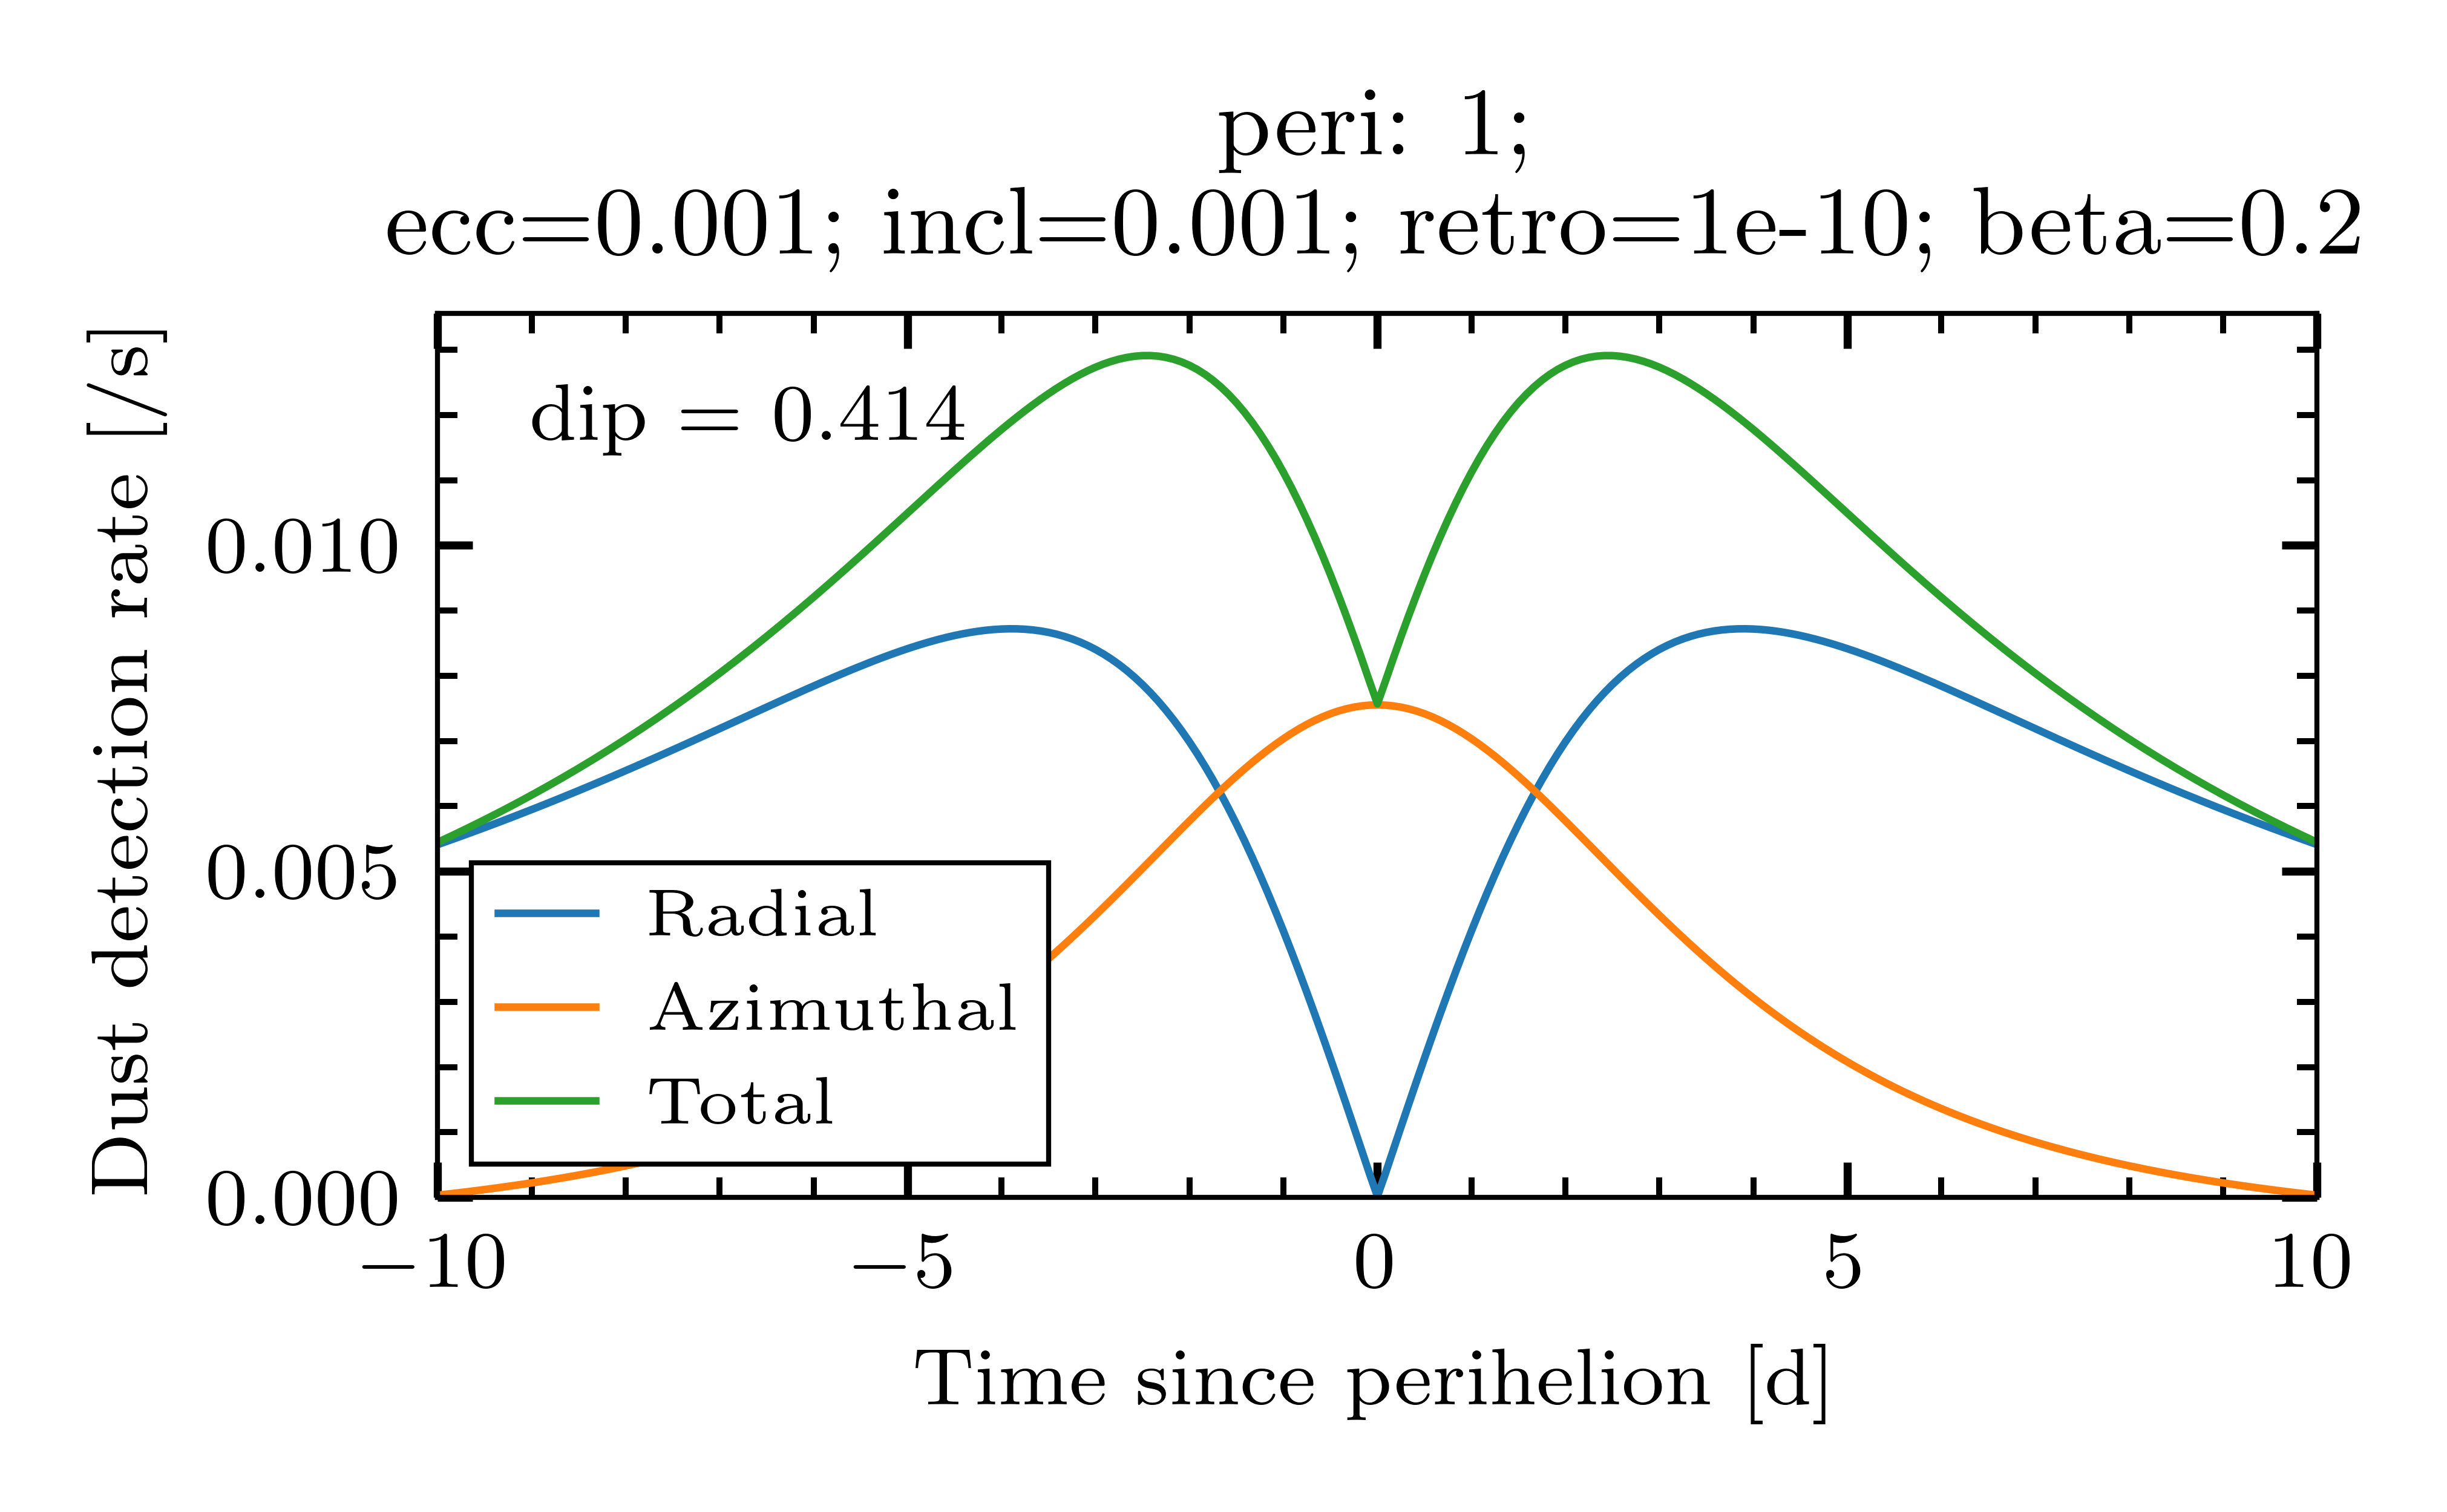 peri: 1;
ecc=0.001; incl=0.001; retro=1e-10; beta=0.2
Dust detection rate [/s]
dip = 0.414
0.010
0.005
0.000
Radial
Azimuthal
Total
−10
−5
0
5
10
Time since perihelion [d]